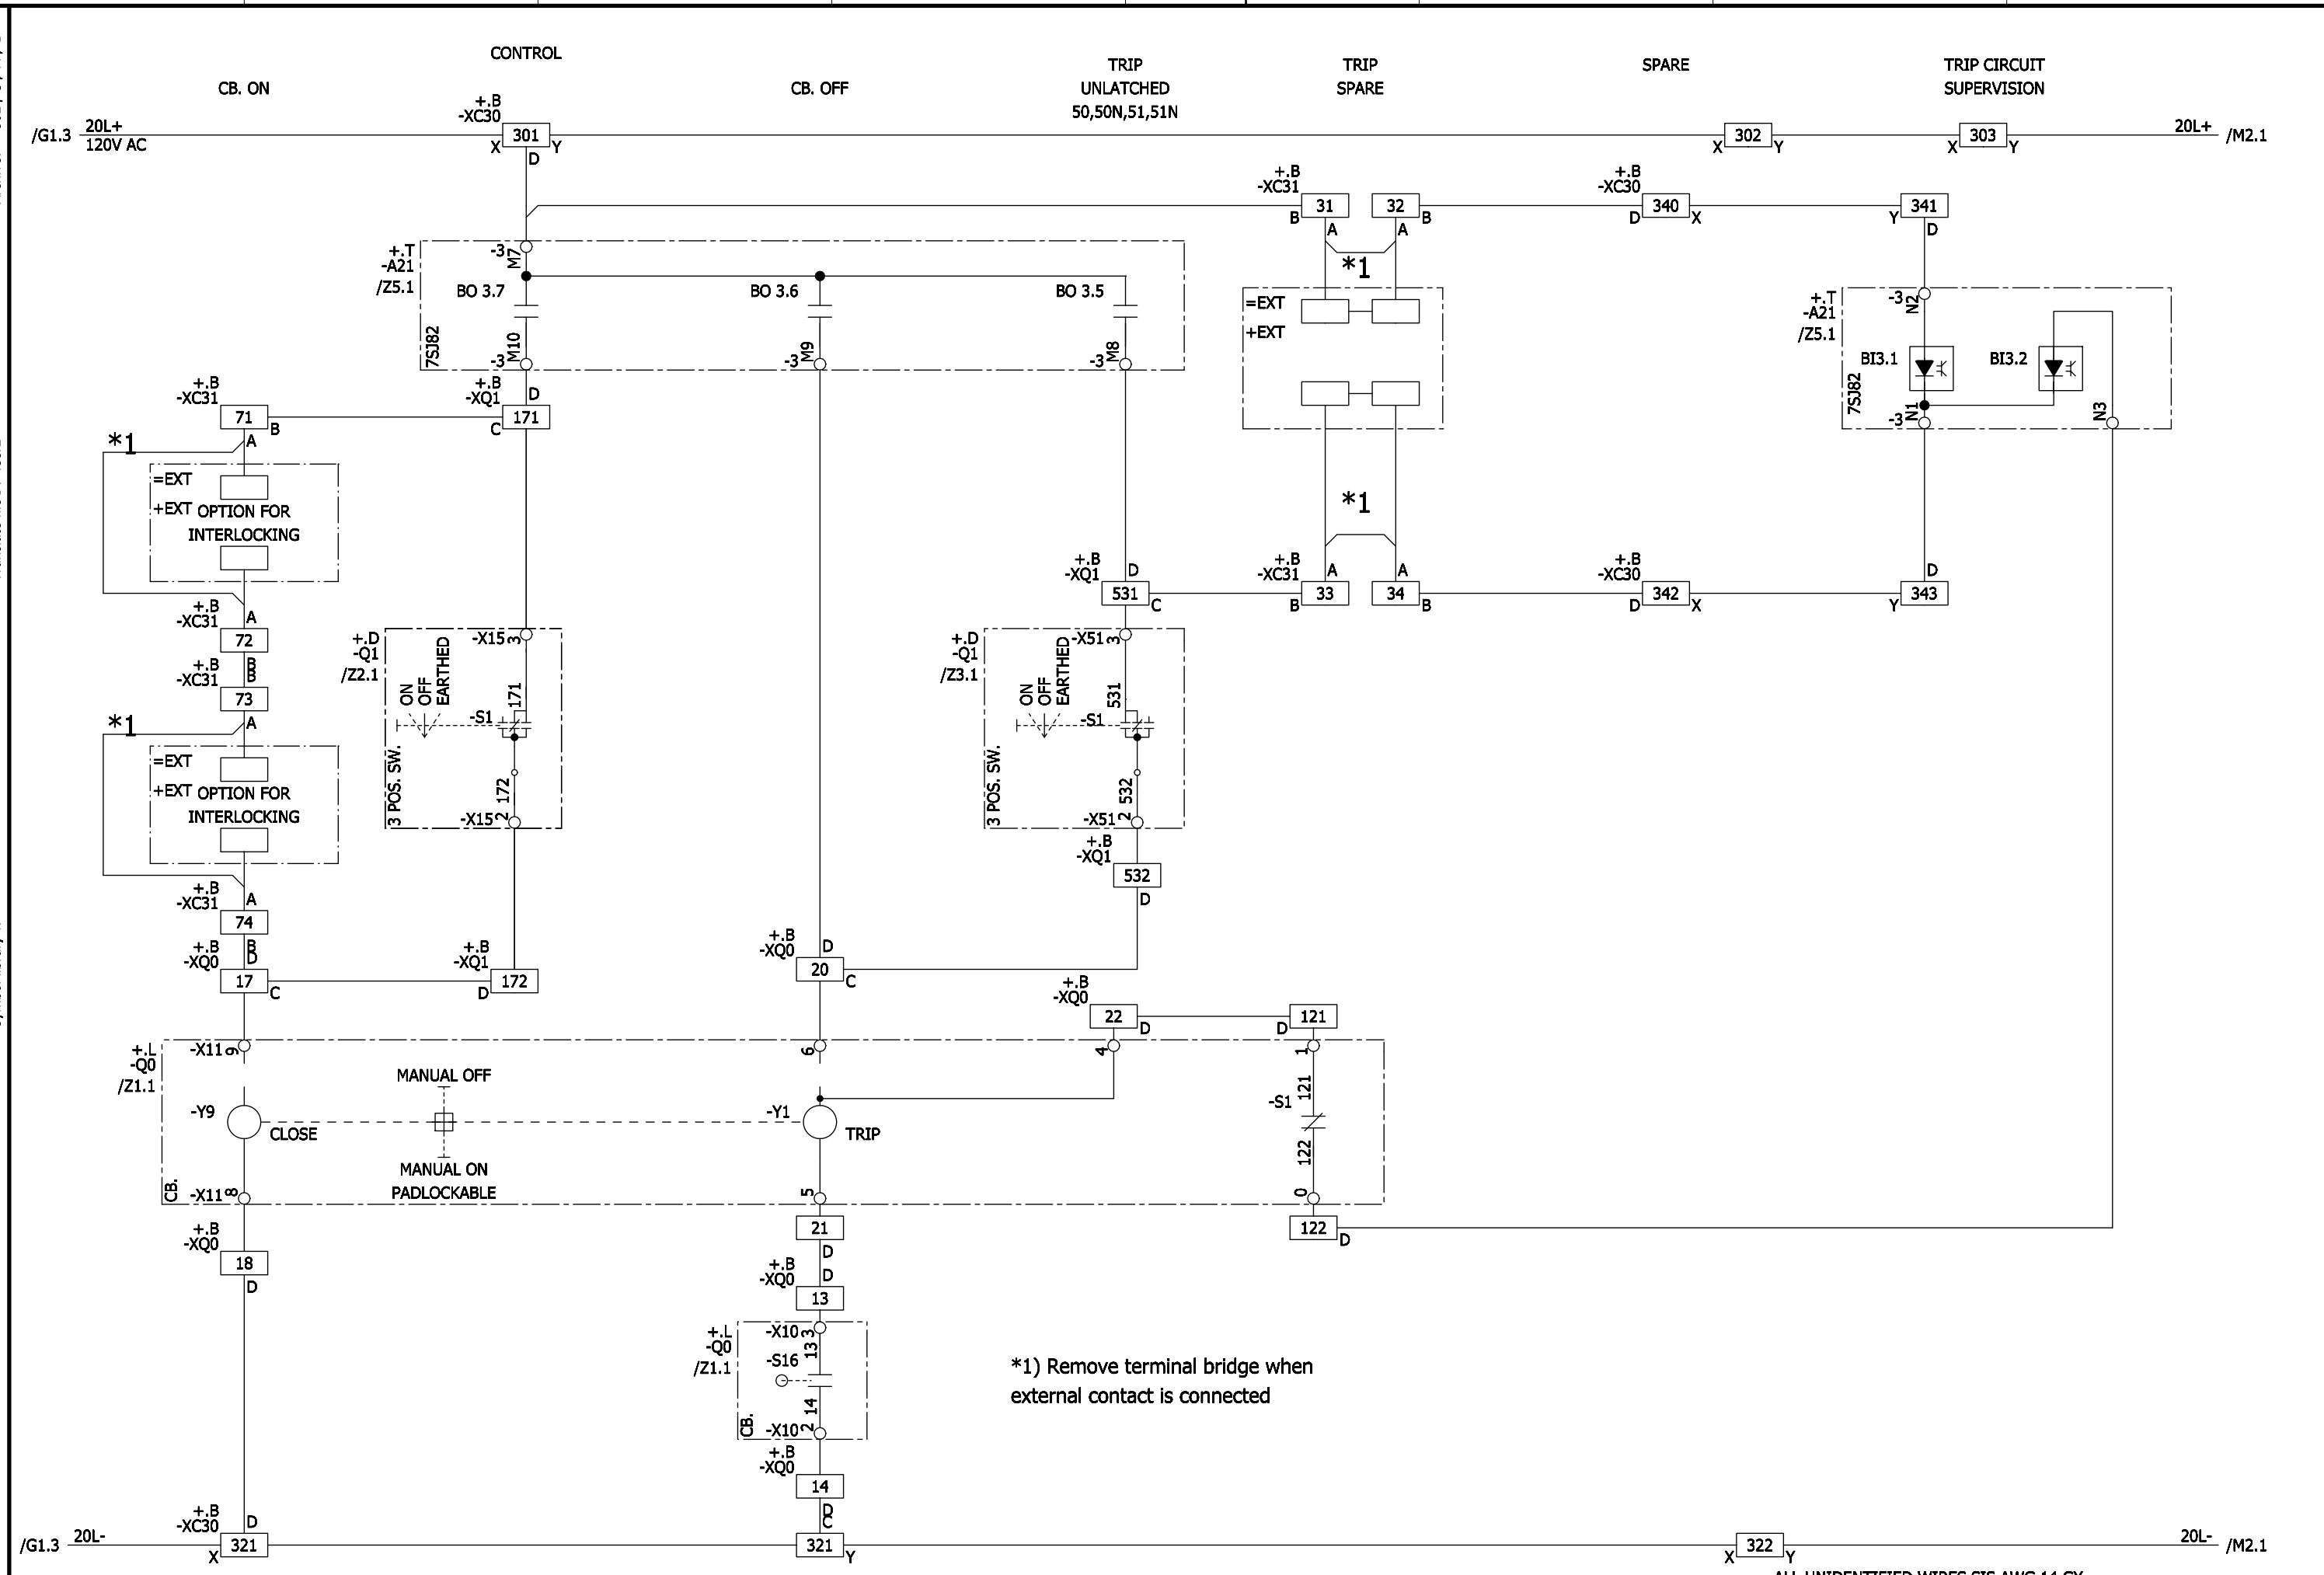 CONTROL
CB. ON
CB. OFF
TRIP
UNLATCHED
50,50N,51,51N
TRIP
SPARE
SPARE
TRIP CIRCUIT
SUPERVISION
+.B
-XC30
/G1.3
20L+
120V AC
X
301
Y
D
X
302
Y
X
303
Y
20L+
/M2.1
+.B
-XC31
B
31
A
32
A
B
+.B
-XC30
D
340
X
Y
341
D
*1
+.T
-A21
/Z5.1
7SJ82
-3
M7
BO 3.7
BO 3.6
BO 3.5
-3
M10
-3
M9
-3
M8
=EXT
+EXT
+.T
-A21
/Z5.1
7SJ82
-3
N2
BI3.1
BI3.2
-3
N1
N3
+.B
-XC31
71
B
A
+.B
-XQ1
D
171
C
*1
=EXT
+EXT OPTION FOR
INTERLOCKING
*1
+.B
-XC31
A
72
B
+.B
-XC31
B
73
A
*1
=EXT
+EXT OPTION FOR
INTERLOCKING
+.D
-Q1
/Z2.1
3 POS. SW.
ON
OFF
EARTHED
-X15
3
171
-S1
172
-X15
2
+.B
-XQ1
D
531
C
+.B
-XC31
A
B
33
A
34
B
+.B
-XC30
D
342
X
D
Y
343
+.D
-Q1
/Z3.1
3 POS. SW.
ON
OFF
EARTHED
-X51
3
531
-S1
532
-X51
2
+.B
-XQ1
532
D
+.B
-XC31
A
74
B
+.B
-XQ0
D
17
C
+.B
-XQ1
D
172
+.B
-XQ0
D
20
C
+.B
-XQ0
22
D
D
121
+.L
-Q0
/Z1.1
CB.
-X11
9
6
4
1
MANUAL OFF
-Y9
CLOSE
MANUAL ON
PADLOCKABLE
-Y1
TRIP
121
-S1
122
-X11
8
5
0
+.B
-XQ0
18
D
21
D
122
D
+.B
-XQ0
D
13
+.L
-Q0
/Z1.1
CB.
-X10
3
13
-S16
14
-X10
2
*1) Remove terminal bridge when
external contact is connected
+.B
-XQ0
14
D
C
+.B
-XC30
D
/G1.3
20L-
X
321
321
Y
X
322
Y
20L-
/M2.1